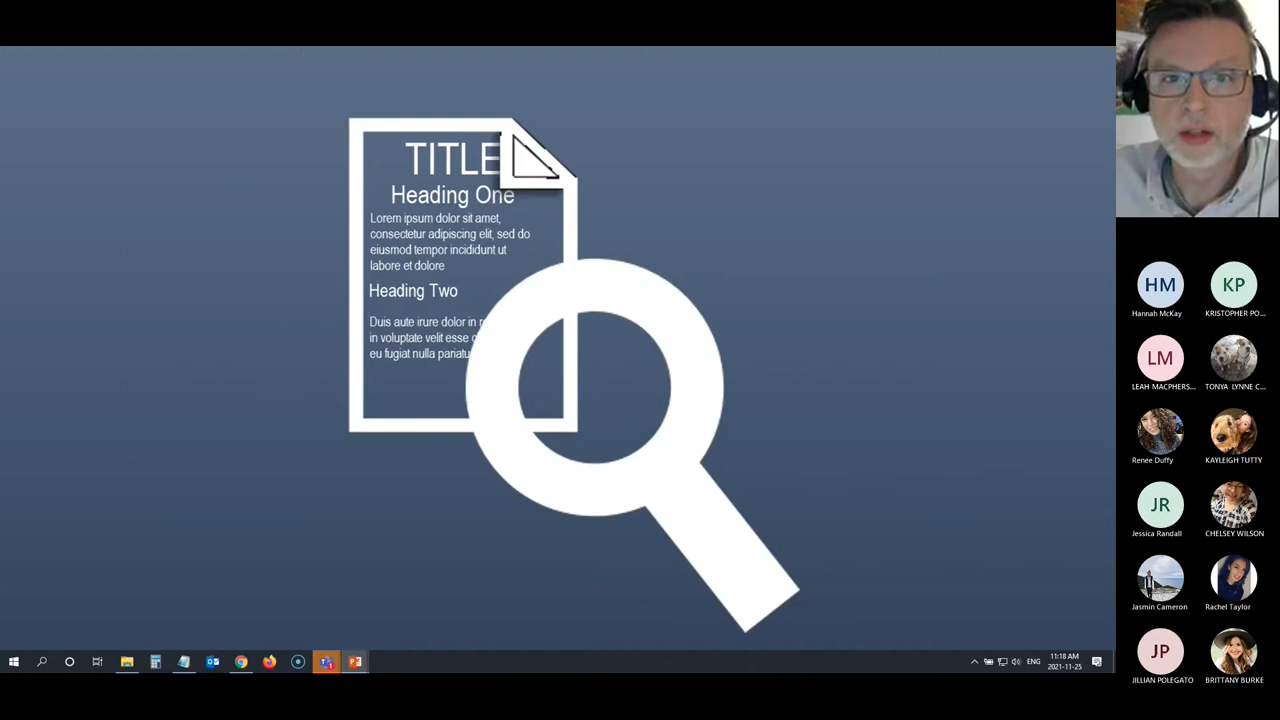 TITLE
Heading One
Lorem ipsum dolor sit amet,
consectetur adipiscing elit, sed do
eiusmod tempor incididunt ut
labore et dolore
Heading Two
Duis aute irure dolor in
in voluptate velit esse
eu fugiat nulla pariatu
HM
Hannah McKay
KP
KRISTOPHER PO...
LM
LEAH MACPHERS...
TONYA LYNNE C...
Renee Duffy
KAYLEIGH TUTTY
JR
Jessica Randall
CHELSEY WILSON
Jasmin Cameron
Rachel Taylor
JP
JILLIAN POLEGATO
BRITTANY BURKE
ENG
11:18 AM
2021-11-25